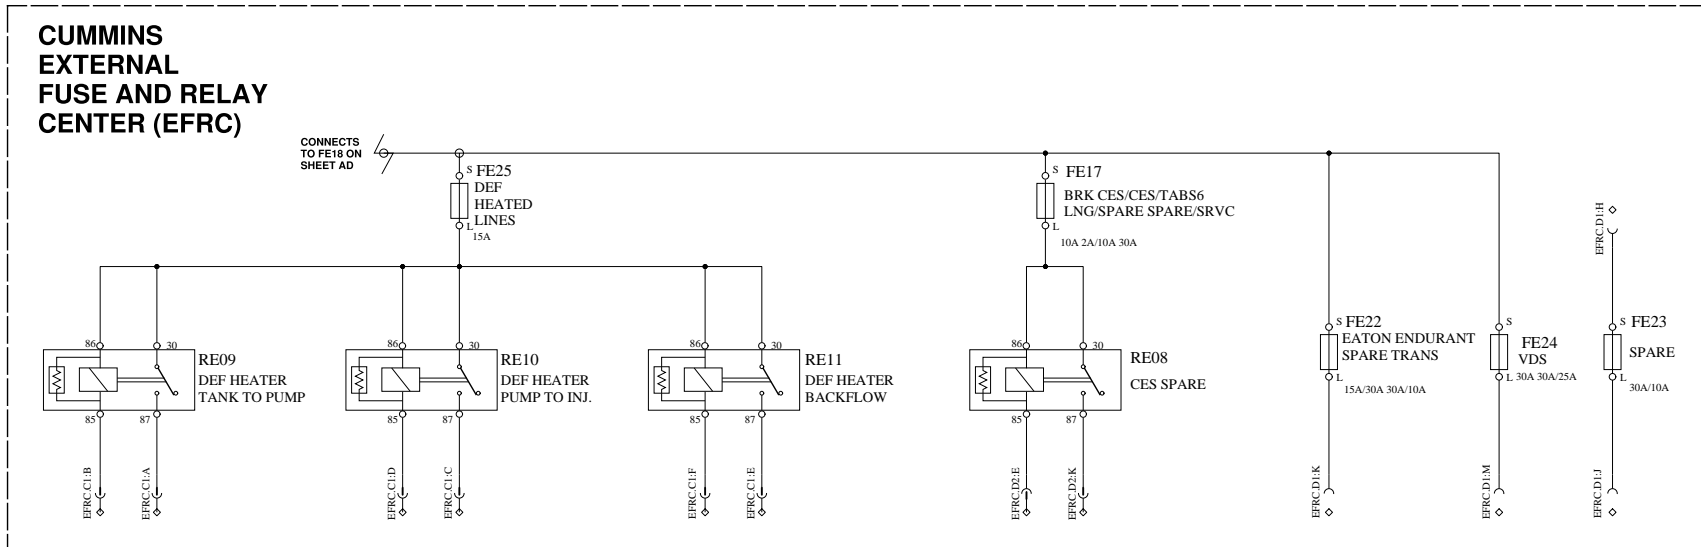 CUMMINS
EXTERNAL
FUSE AND RELAY
CENTER (EFRC)
CONNECTS
TO FE18 ON
SHEET AD
S FE25
DEF
HEATED
LINES
L
15A
S FE17
BRK CES/CES/TABS6
LNG/SPARE SPARE/SRVC
L
10A 2A/10A 30A
EFRC.D1:H
86
30
RE09
DEF HEATER
TANK TO PUMP
85
87
EFRC.C1:B
EFRC.C1:A
86
30
RE10
DEF HEATER
PUMP TO INJ.
85
87
EFRC.C1:D
EFRC.C1:C
86
30
RE11
DEF HEATER
BACKFLOW
85
87
EFRC.C1:F
EFRC.C1:E
86
30
RE08
CES SPARE
85
87
EFRC.D2:E
EFRC.D2:K
S FE22
EATON ENDURANT
SPARE TRANS
L
15A/30A 30A/10A
EFRC.D1:K
S
FE24
VDS
L 30A 30A/25A
EFRC.D1:M
S FE23
SPARE
L
30A/10A
EFRC.D1:J